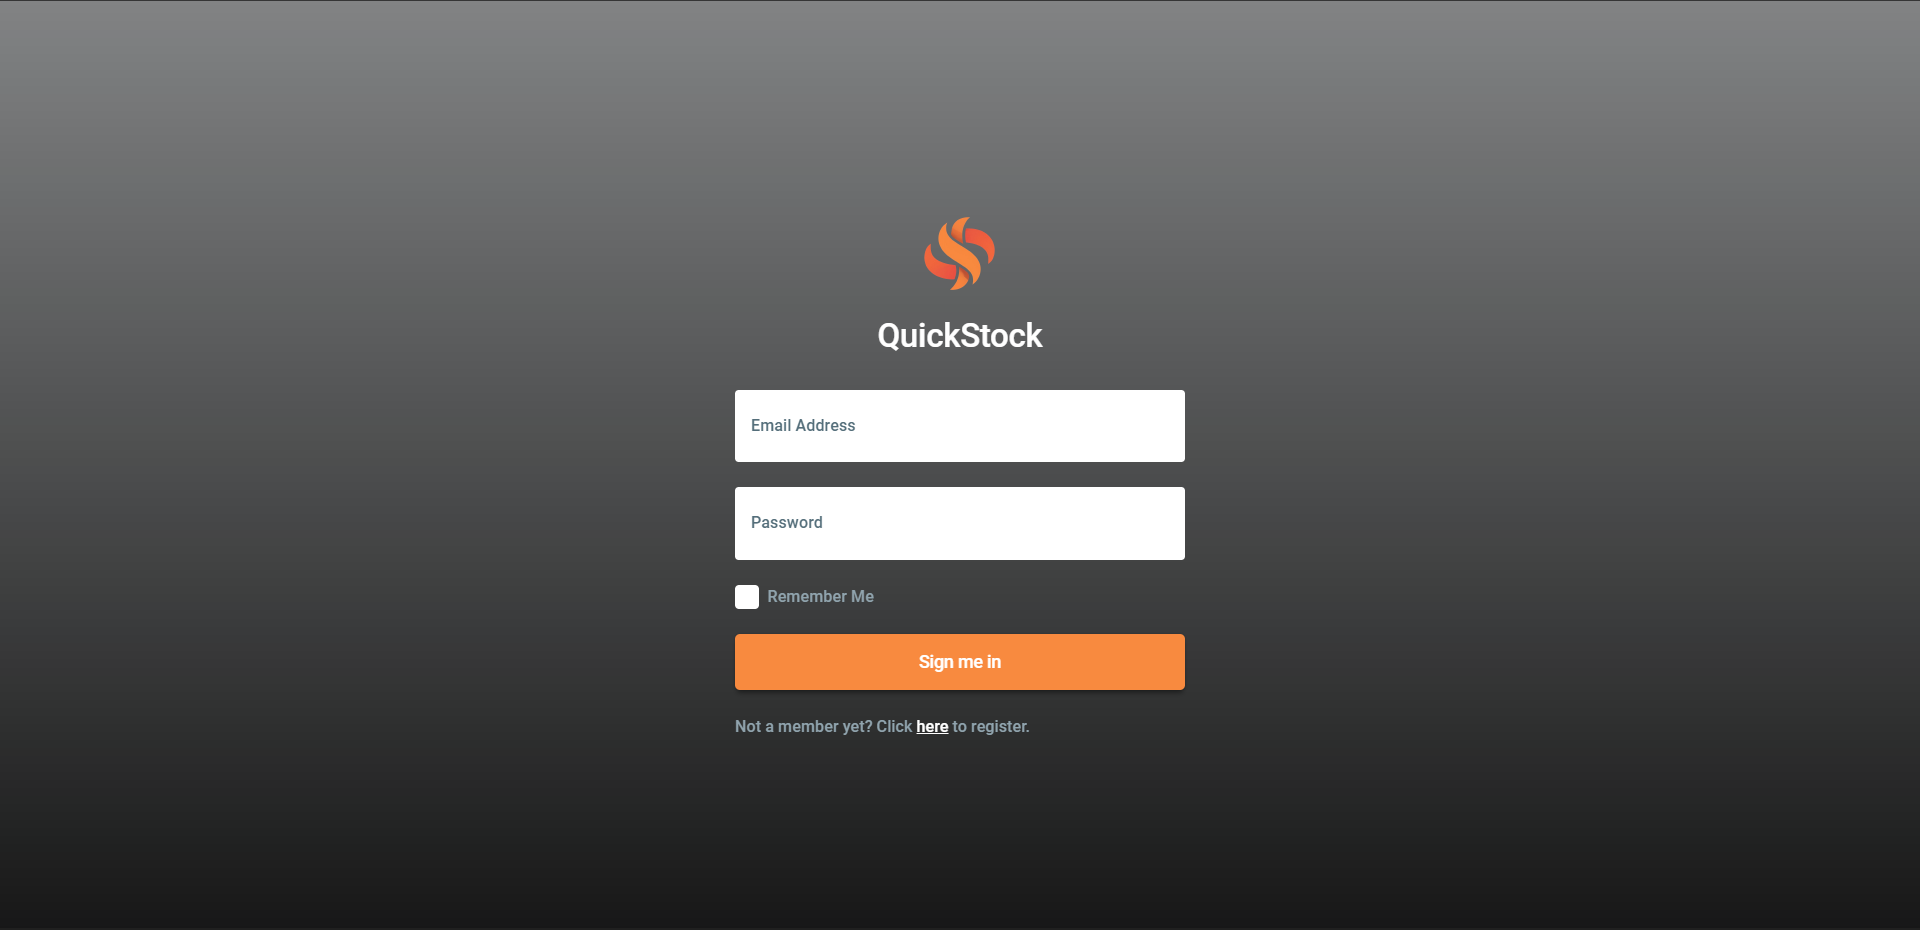 QuickStock
Email Address
Password
Remember Me
Sign me in
Not a member yet? Click here to register.